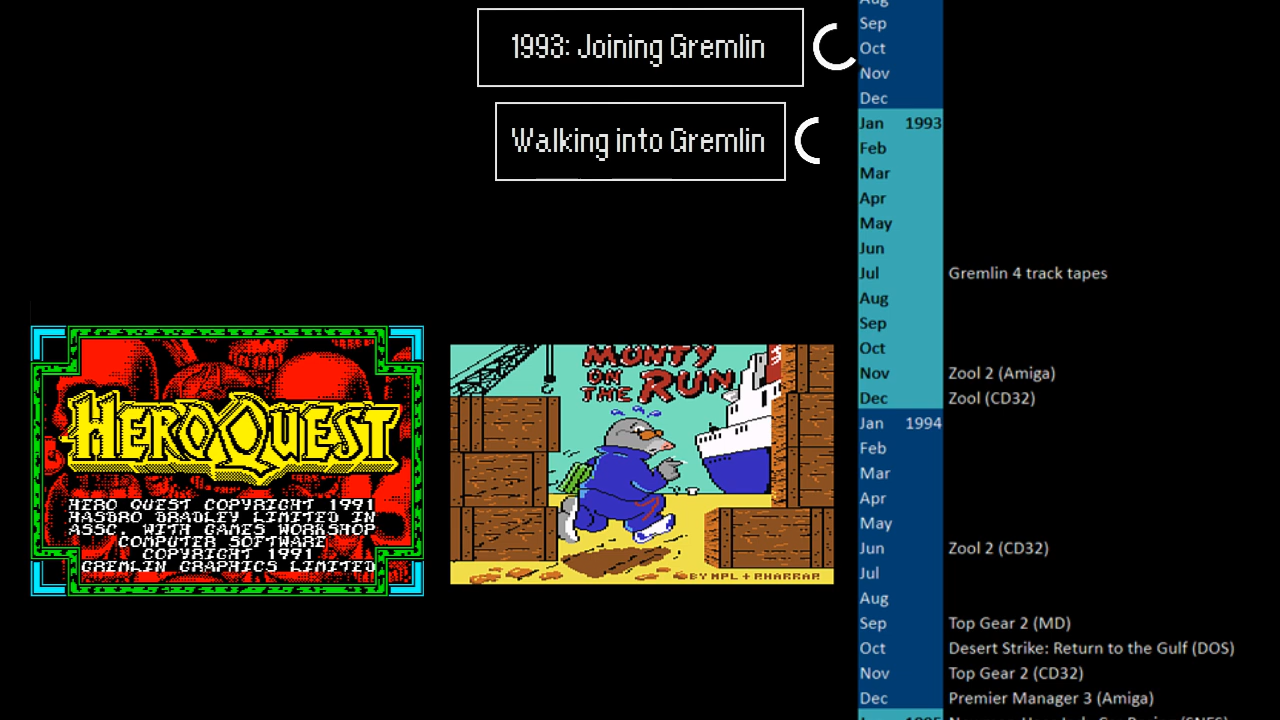 1993: Joining Gremlin
Walking into Gremlin
HEROQUEST
HERO QUEST COPYRIGHT 1991
HASBRO BRADLEY LIMITED IN
ASSC. WITH GAMES WORKSHOP
COMPUTER SOFTWARE
COPYRIGHT 1991
GREMLIN GRAPHICS LIMITED
MONTY
ON
THE RUN
BY MPL + PHARRAP
Aug
Sep
Oct
Nov
Dec
Jan 1993
Feb
Mar
Apr
May
Jun
Jul Gremlin 4 track tapes
Aug
Sep
Oct
Nov Zool 2 (Amiga)
Dec Zool (CD32)
Jan 1994
Feb
Mar
Apr
May
Jun Zool 2 (CD32)
Jul
Aug
Sep Top Gear 2 (MD)
Oct Desert Strike: Return to the Gulf (DOS)
Nov Top Gear 2 (CD32)
Dec Premier Manager 3 (Amiga)